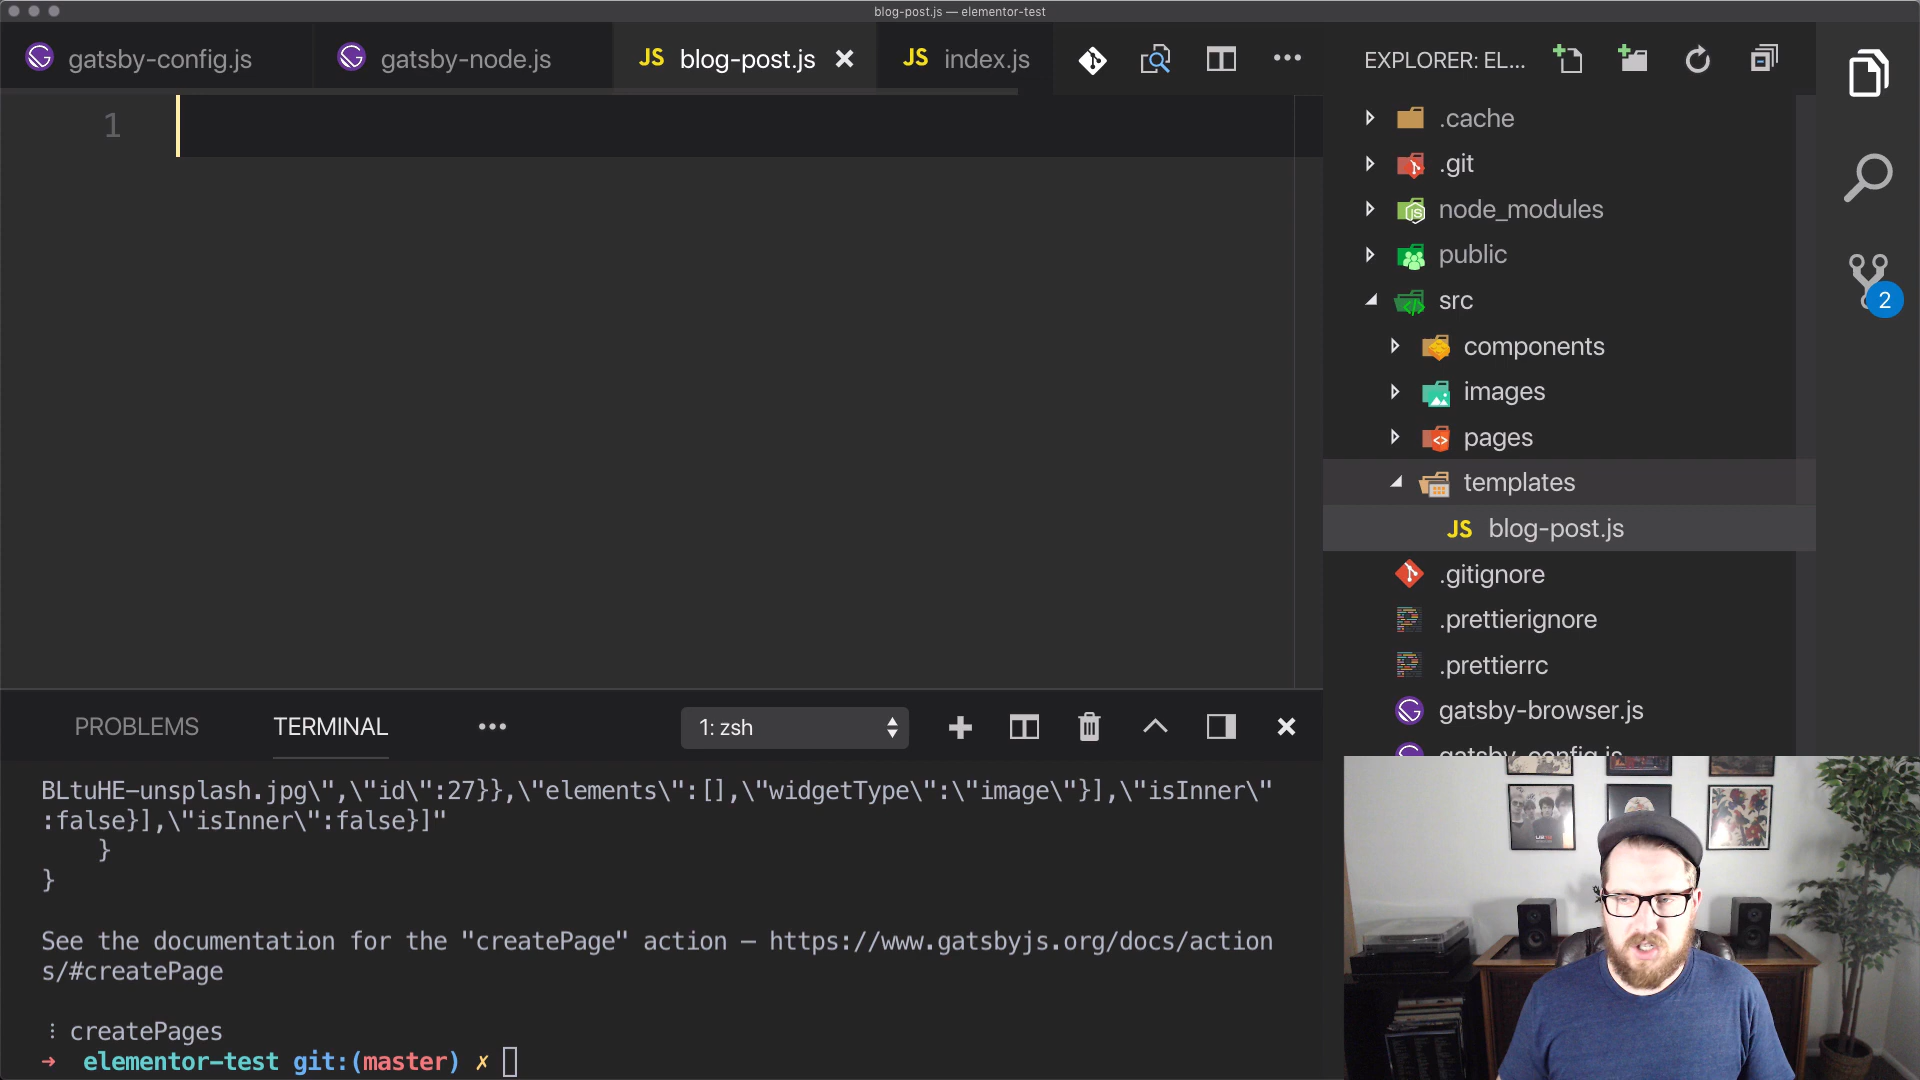 blog-post.js — elementor-test
gatsby-config.js
gatsby-node.js
JS blog-post.js
JS index.js
EXPLORER: EL...
1
.cache
.git
node_modules
public
src
2
components
images
pages
templates
JS blog-post.js
.gitignore
.prettierignore
.prettierrc
gatsby-browser.js
gatsby-config.js
PROBLEMS
TERMINAL
1: zsh
BLtuHE-unsplash.jpg\",\"id\":27}},\"elements\":[],\"widgetType\":\"image\"}],\"isInner\"
:false}],\"isInner\":false}]"
}
}
See the documentation for the "createPage" action — https://www.gatsbyjs.org/docs/action
s/#createPage
⋮ createPages
➜ elementor-test git:(master) ✗